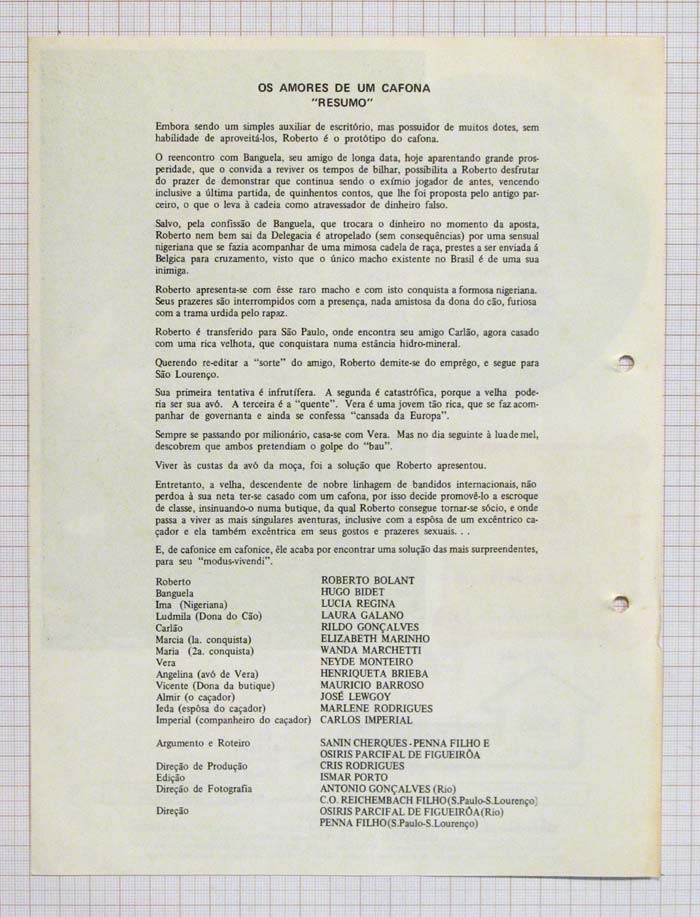 OS AMORES DE UM CAFONA
"RESUMO"
Embora sendo um simples auxiliar de escritório, mas possuidor de muitos dotes, sem
habilidade de aproveitá-los, Roberto é o protótipo do cafona.
O reencontro com Banguela, seu amigo de longa data, hoje aparentando grande pros-
peridade, que o convida a reviver os tempos de bilhar, possibilita a Roberto desfrutar
do prazer de demonstrar que continua sendo o exímio jogador de antes, vencendo
inclusive a última partida, de quinhentos contos, que lhe foi proposta pelo antigo par-
ceiro, o que o leva à cadeia como atravessador de dinheiro falso.
Salvo, pela confissão de Banguela, que trocara o dinheiro no momento da aposta,
Roberto nem bem sai da Delegacia é atropelado (sem consequências) por uma sensual
nigeriana que se fazia acompanhar de uma mimosa cadela de raça, prestes a ser enviada á
Belgica para cruzamento, visto que o único macho existente no Brasil é de uma sua
inimiga.
Roberto apresenta-se com êsse raro macho e com isto conquista a formosa nigeriana.
Seus prazeres são interrompidos com a presença, nada amistosa da dona do cão, furiosa
com a trama urdida pelo rapaz.
Roberto é transferido para São Paulo, onde encontra seu amigo Carlão, agora casado
com uma rica velhota, que conquistara numa estância hidro-mineral.
Querendo re-editar a "sorte" do amigo, Roberto demite-se do emprêgo, e segue para
São Lourenço.
Sua primeira tentativa é infrutífera. A segunda é catastrófica, porque a velha pode-
ria ser sua avó. A terceira é a "quente". Vera é uma jovem tão rica, que se faz acom-
panhar de governanta e ainda se confessa "cansada da Europa".
Sempre se passando por milionário, casa-se com Vera. Mas no dia seguinte à lua de mel,
descobrem que ambos pretendiam o golpe do "bau".
Viver às custas da avó da moça, foi a solução que Roberto apresentou.
Entretanto, a velha, descendente de nobre linhagem de bandidos internacionais, não
perdoa à sua neta ter-se casado com um cafona, por isso decide promovê-lo a escroque
de classe, insinuando-o numa butique, da qual Roberto consegue tornar-se sócio, e onde
passa a viver as mais singulares aventuras, inclusive com a espôsa de um excêntrico ca-
çador e ela também excêntrica em seus gostos e prazeres sexuais. . .
E, de cafonice em cafonice, êle acaba por encontrar uma solução das mais surpreendentes,
para seu "modus-vivendi".
Roberto ROBERTO BOLANT
Banguela HUGO BIDET
Ima (Nigeriana) LUCIA REGINA
Ludmila (Dona do Cão) LAURA GALANO
Carlão RILDO GONÇALVES
Marcia (1a. conquista) ELIZABETH MARINHO
Maria (2a. conquista) WANDA MARCHETTI
Vera NEYDE MONTEIRO
Angelina (avó de Vera) HENRIQUETA BRIEBA
Vicente (Dona da butique) MAURICIO BARROSO
Almir (o caçador) JOSÉ LEWGOY
Ieda (espôsa do caçador) MARLENE RODRIGUES
Imperial (companheiro do caçador) CARLOS IMPERIAL
Argumento e Roteiro SANIN CHERQUES - PENNA FILHO E
OSIRIS PARCIFAL DE FIGUEIRÔA
Direção de Produção CRIS RODRIGUES
Edição ISMAR PORTO
Direção de Fotografia ANTONIO GONÇALVES (Rio)
C.O. REICHEMBACH FILHO(S.Paulo-S.Lourenço)
Direção OSIRIS PARCIFAL DE FIGUEIRÔA(Rio)
PENNA FILHO(S.Paulo-S.Lourenço)